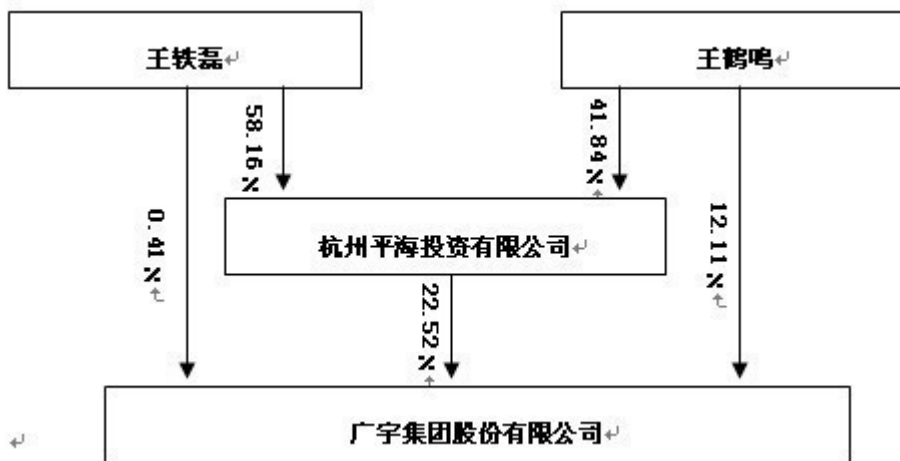 王铁磊
王鹤鸣
58.16%
41.84%
0.41%
12.11%
杭州平海投资有限公司
22.52%
广宇集团股份有限公司